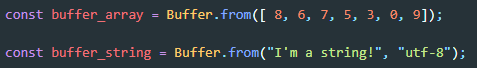 const buffer_array = Buffer.from([ 8, 6, 7, 5, 3, 0, 9]);
const buffer_string = Buffer.from("I'm a string!", "utf-8");